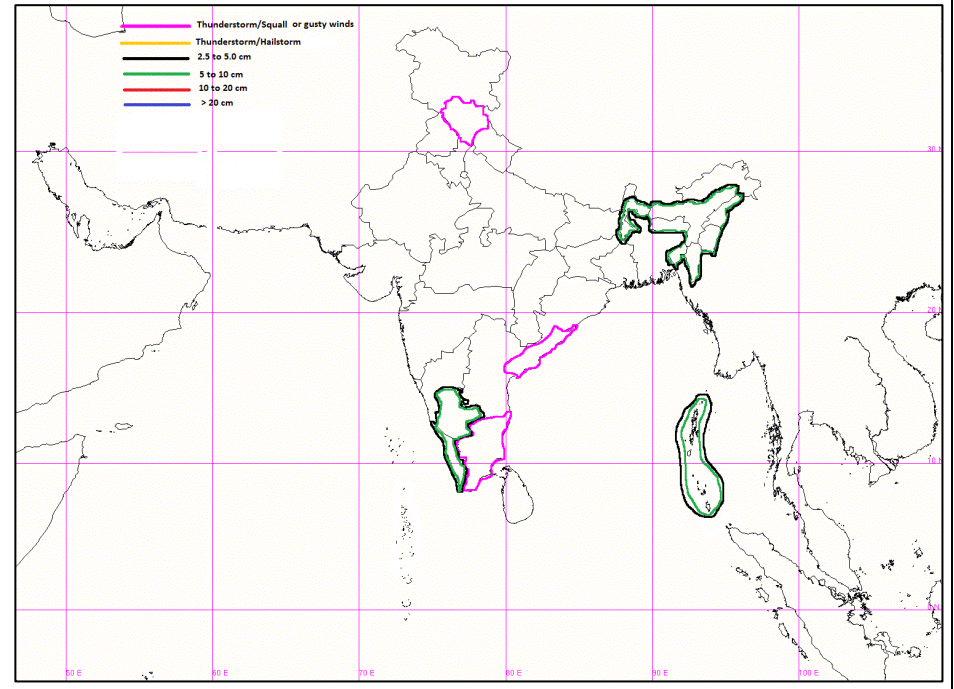 Thunderstorm/Squall or gusty winds
Thunderstorm/Hailstorm
2.5 to 5.0 cm
5 to 10 cm
10 to 20 cm
> 20 cm
30 N
20 N
10 N
50 E 60 E 70 E 80 E 90 E 100 E